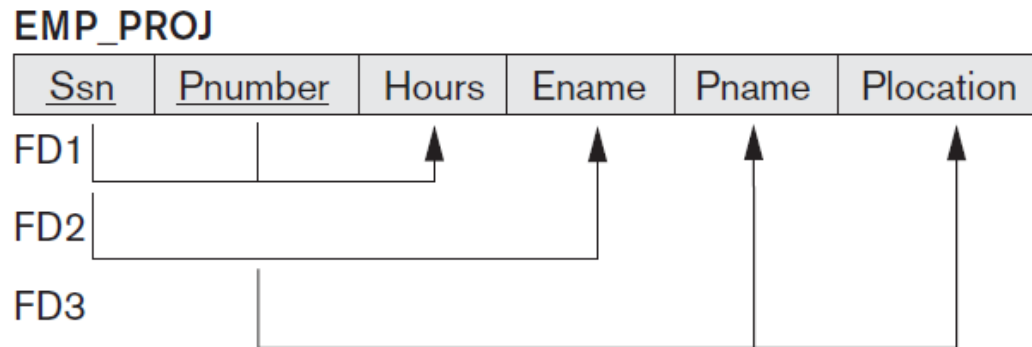 EMP_PROJ
Ssn Pnumber Hours Ename Pname Plocation
FD1
FD2
FD3